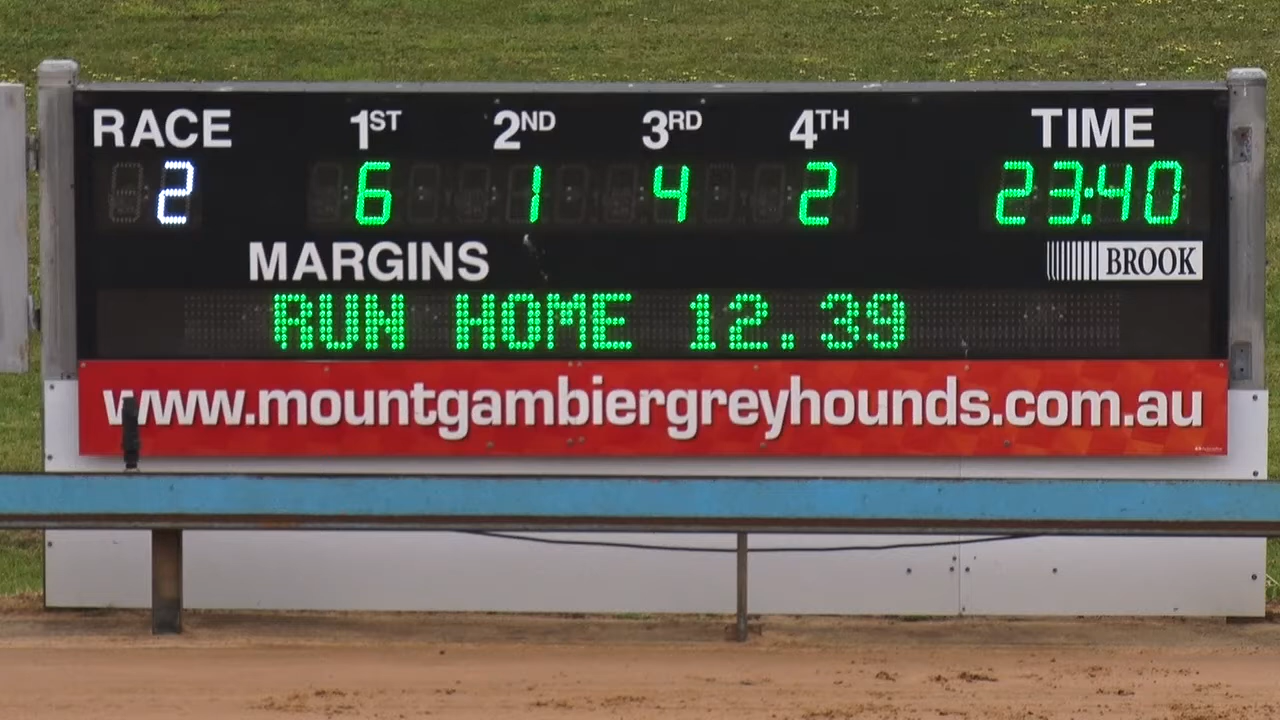 RACE 1ST 2ND 3RD 4TH TIME
2 6 1 4 2 23:40
MARGINS BROOK
RUN HOME 12.39
www.mountgambiergreyhounds.com.au